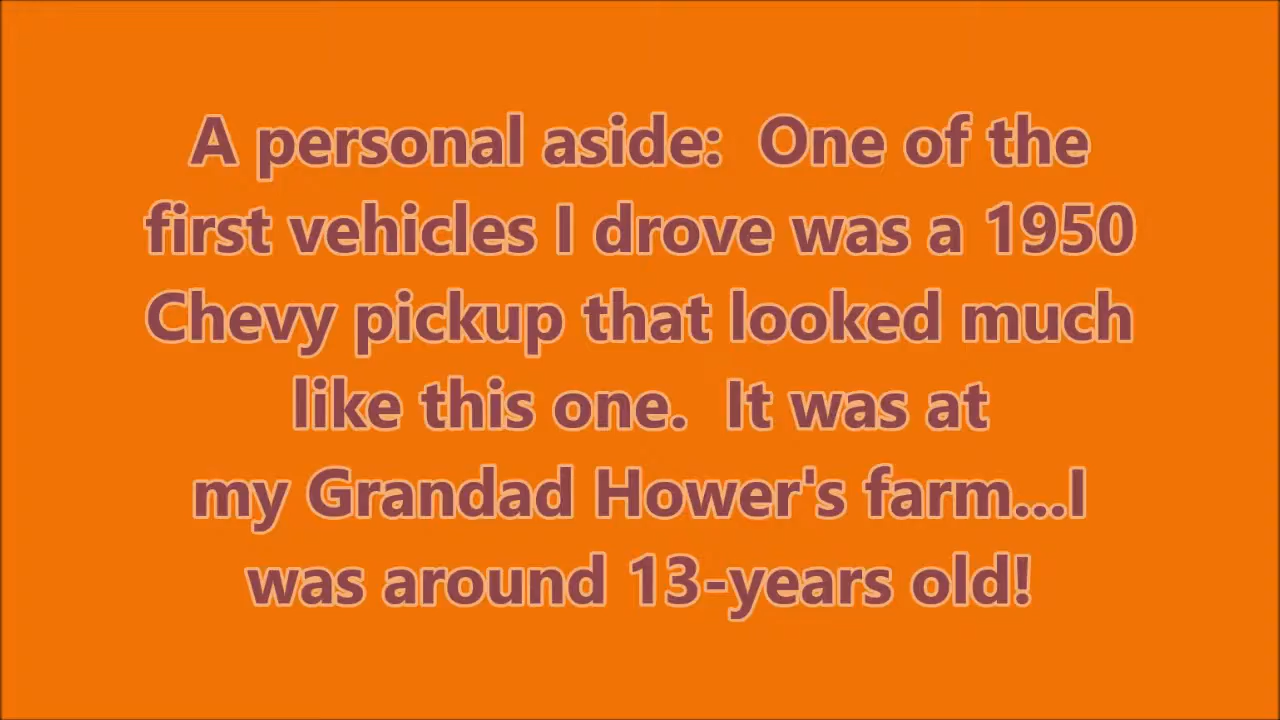 A personal aside:  One of the
first vehicles I drove was a 1950
Chevy pickup that looked much
like this one.  It was at
my Grandad Hower's farm...I
was around 13-years old!